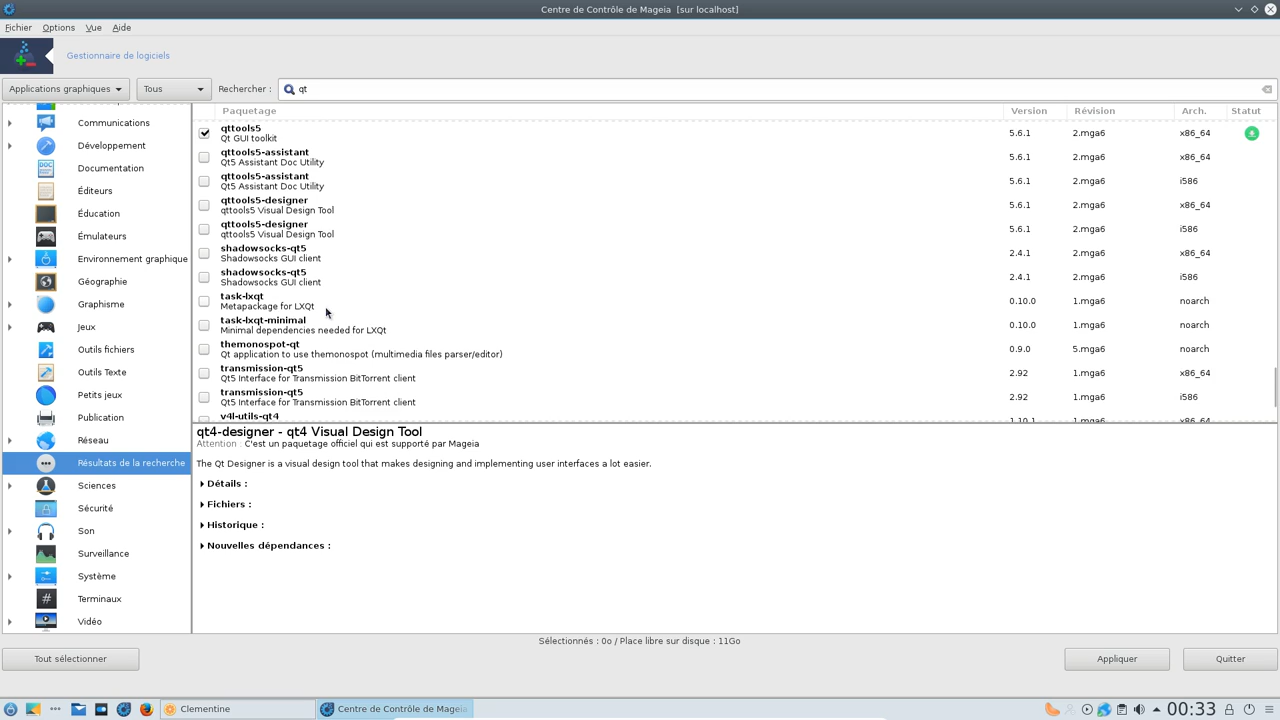 Centre de Contrôle de Mageia [sur localhost]
Fichier Options Vue Aide
Gestionnaire de logiciels
Applications graphiques Tous Rechercher : qt
Paquetage Version Révision Arch. Statut
Communications
Développement
Documentation
Éditeurs
Éducation
Émulateurs
Environnement graphique
Géographie
Graphisme
Jeux
Outils fichiers
Outils Texte
Petits jeux
Publication
Réseau
Résultats de la recherche
Sciences
Sécurité
Son
Surveillance
Système
Terminaux
Vidéo
qttools5 5.6.1 2.mga6 x86_64
Qt GUI toolkit
qttools5-assistant 5.6.1 2.mga6 x86_64
Qt5 Assistant Doc Utility
qttools5-assistant 5.6.1 2.mga6 i586
Qt5 Assistant Doc Utility
qttools5-designer 5.6.1 2.mga6 x86_64
qttools5 Visual Design Tool
qttools5-designer 5.6.1 2.mga6 i586
qttools5 Visual Design Tool
shadowsocks-qt5 2.4.1 2.mga6 x86_64
Shadowsocks GUI client
shadowsocks-qt5 2.4.1 2.mga6 i586
Shadowsocks GUI client
task-lxqt 0.10.0 1.mga6 noarch
Metapackage for LXQt
task-lxqt-minimal 0.10.0 1.mga6 noarch
Minimal dependencies needed for LXQt
themonospot-qt 0.9.0 5.mga6 noarch
Qt application to use themonospot (multimedia files parser/editor)
transmission-qt5 2.92 1.mga6 x86_64
Qt5 Interface for Transmission BitTorrent client
transmission-qt5 2.92 1.mga6 i586
Qt5 Interface for Transmission BitTorrent client
v4l-utils-qt4 1.10.1 1.mga6 x86_64
qt4-designer - qt4 Visual Design Tool
Attention : C'est un paquetage officiel qui est supporté par Mageia
The Qt Designer is a visual design tool that makes designing and implementing user interfaces a lot easier.
Détails :
Fichiers :
Historique :
Nouvelles dépendances :
Sélectionnés : 0o / Place libre sur disque : 11Go
Tout sélectionner Appliquer Quitter
Clementine Centre de Contrôle de Mageia 00:33